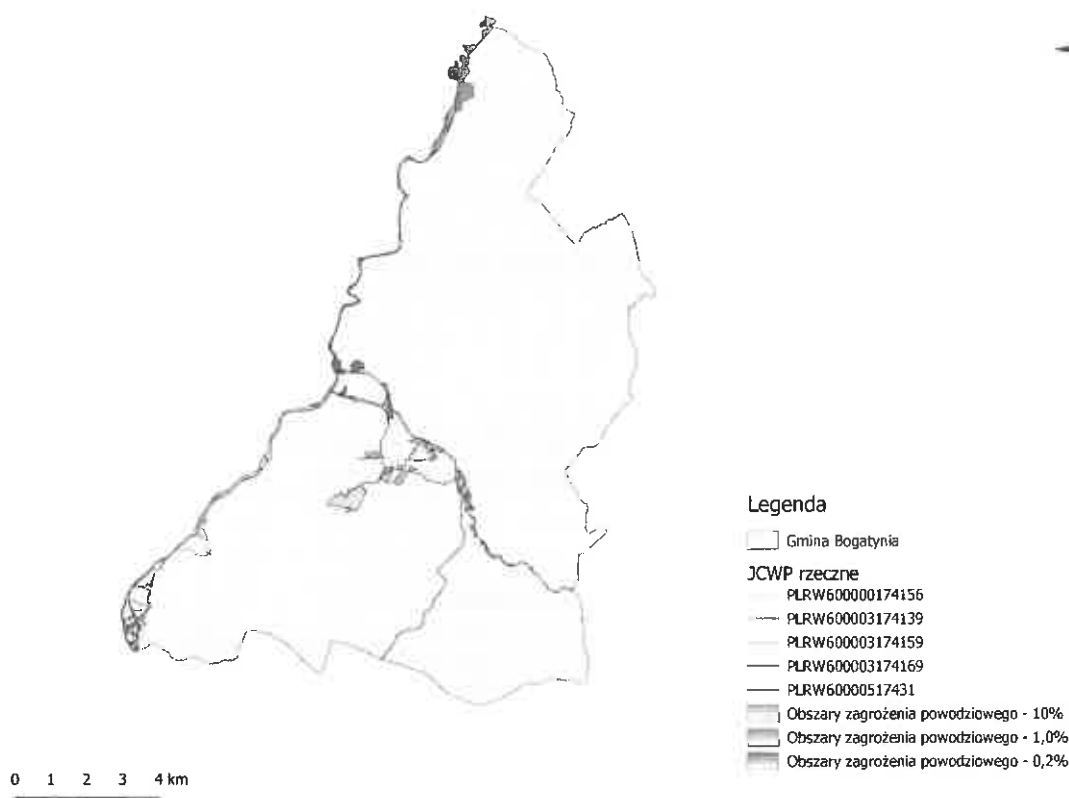 Legenda
Gmina Bogatynia
JCWP rzeczne
PLRW600000174156
PLRW600003174139
PLRW600003174159
PLRW600003174169
PLRW60000517431
Obszary zagrożenia powodziowego - 10%
Obszary zagrożenia powodziowego - 1,0%
Obszary zagrożenia powodziowego - 0,2%
0 1 2 3 4 km